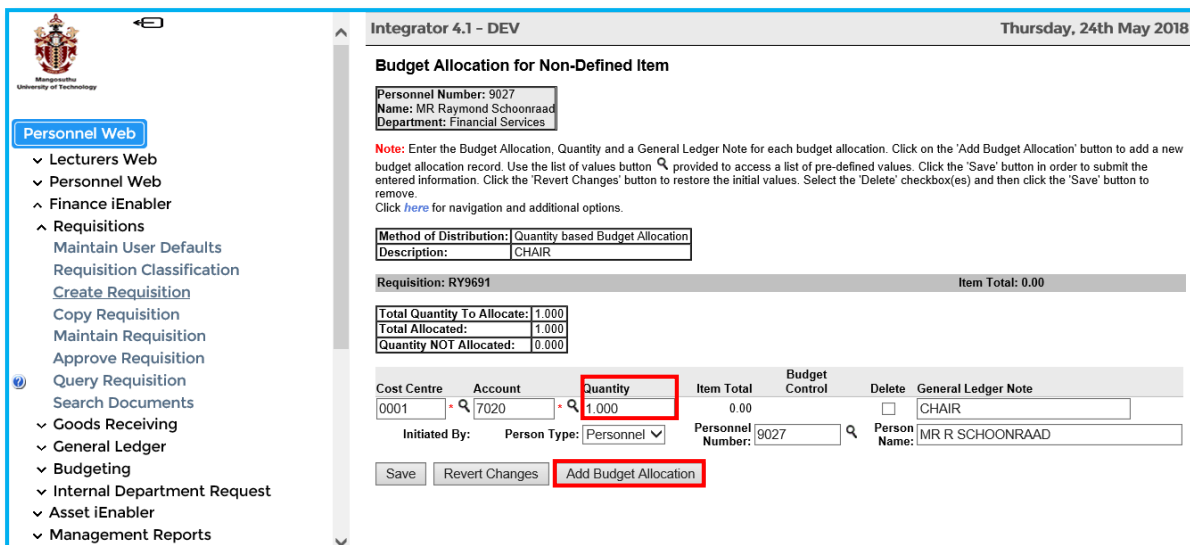 Mangosuthu
University of Technology
Personnel Web
Lecturers Web
Personnel Web
Finance iEnabler
Requisitions
Maintain User Defaults
Requisition Classification
Create Requisition
Copy Requisition
Maintain Requisition
Approve Requisition
Query Requisition
Search Documents
Goods Receiving
General Ledger
Budgeting
Internal Department Request
Asset iEnabler
Management Reports
Integrator 4.1 - DEV Thursday, 24th May 2018
Budget Allocation for Non-Defined Item
Personnel Number: 9027
Name: MR Raymond Schoonraad
Department: Financial Services
Note: Enter the Budget Allocation, Quantity and a General Ledger Note for each budget allocation. Click on the 'Add Budget Allocation' button to add a new
budget allocation record. Use the list of values button provided to access a list of pre-defined values. Click the 'Save' button in order to submit the
entered information. Click the 'Revert Changes' button to restore the initial values. Select the 'Delete' checkbox(es) and then click the 'Save' button to
remove.
Click here for navigation and additional options.
Method of Distribution: Quantity based Budget Allocation
Description: CHAIR
Requisition: RY9691 Item Total: 0.00
Total Quantity To Allocate: 1.000
Total Allocated: 1.000
Quantity NOT Allocated: 0.000
Cost Centre Account Quantity Item Total Budget Control Delete General Ledger Note
0001 * 7020 * 1.000 0.00 CHAIR
Initiated By: Person Type: Personnel Personnel Number: 9027 Person Name: MR R SCHOONRAAD
Save Revert Changes Add Budget Allocation